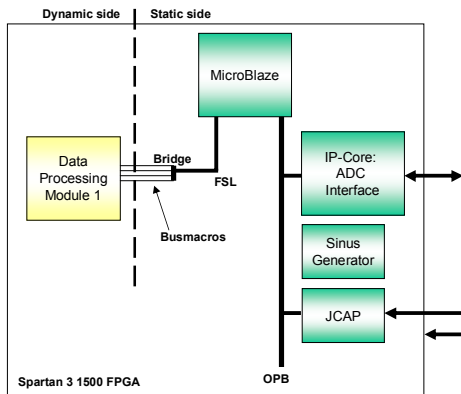 Dynamic side
Static side
MicroBlaze
Data
Processing
Module 1
Bridge
FSL
Busmacros
IP-Core:
ADC
Interface
Sinus
Generator
JCAP
OPB
Spartan 3 1500 FPGA